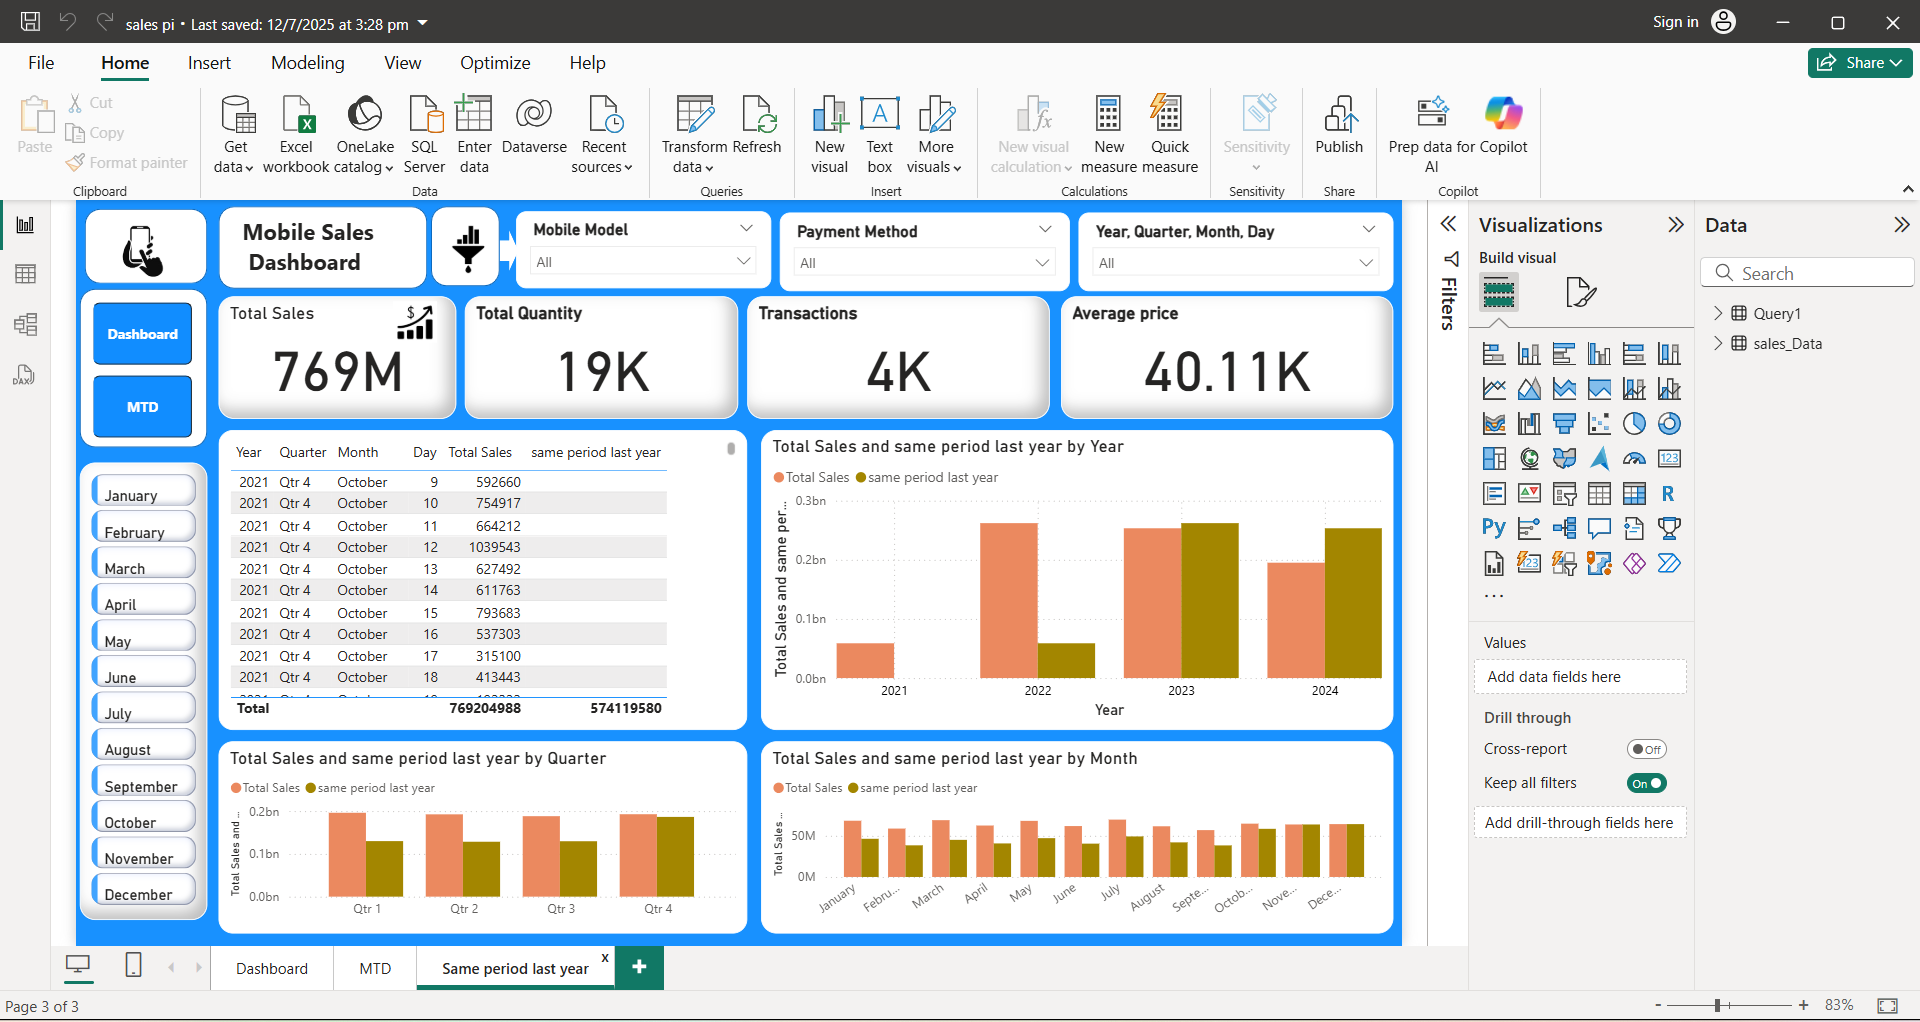 sales pi • Last saved: 12/7/2025 at 3:28 pm
Sign in
File
Home
Insert
Modeling
View
Optimize
Help
Share
Paste
Cut
Copy
Format painter
Clipboard
Get data
Excel workbook
OneLake catalog
SQL Server
Enter data
Dataverse
Recent sources
Data
Transform data
Refresh
Queries
New visual
Text box
More visuals
Insert
New visual calculation
New measure
Quick measure
Calculations
Sensitivity
Sensitivity
Publish
Share
Prep data for AI
Copilot
Copilot
Mobile Sales
Dashboard
Mobile Model
All
Payment Method
All
Year, Quarter, Month, Day
All
Dashboard
MTD
Total Sales
769M
Total Quantity
19K
Transactions
4K
Average price
40.11K
January
February
March
April
May
June
July
August
September
October
November
December
Year Quarter Month Day Total Sales same period last year
2021 Qtr 4 October 9 592660
2021 Qtr 4 October 10 754917
2021 Qtr 4 October 11 664212
2021 Qtr 4 October 12 1039543
2021 Qtr 4 October 13 627492
2021 Qtr 4 October 14 611763
2021 Qtr 4 October 15 793683
2021 Qtr 4 October 16 537303
2021 Qtr 4 October 17 315100
2021 Qtr 4 October 18 413443
Total 769204988 574119580
Total Sales and same period last year by Year
Total Sales same period last year
Total Sales and same per...
0.3bn
0.2bn
0.1bn
0.0bn
2021 2022 2023 2024
Year
Total Sales and same period last year by Quarter
Total Sales same period last year
Total Sales and ...
0.2bn
0.1bn
0.0bn
Qtr 1 Qtr 2 Qtr 3 Qtr 4
Total Sales and same period last year by Month
Total Sales same period last year
Total Sales ...
50M
0M
January Febru... March April May June July August Septe... Octob... Nove... Dece...
Filters
Visualizations
Build visual
123
R
Py
123
...
Values
Add data fields here
Drill through
Cross-report
Off
Keep all filters
On
Add drill-through fields here
Data
Search
Query1
sales_Data
DAX
Dashboard
MTD
Same period last year
x
+
Page 3 of 3
- + 83%